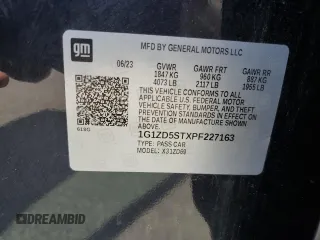 gm
MFD BY GENERAL MOTORS LLC
06/23
GVWR GAWR FRT GAWR RR
1847 KG 960 KG 887 KG
4073 LB 2117 LB 1955 LB
THIS VEHICLE CONFORMS TO ALL
APPLICABLE U.S. FEDERAL MOTOR VEHICLE
SAFETY, BUMPER, AND THEFT
PREVENTION STANDARDS IN EFFECT ON
THE DATE OF MANUFACTURE SHOWN
ABOVE.
1G1ZD5STXPF227163
TYPE: PASS CAR
MODEL:
DREAMBID